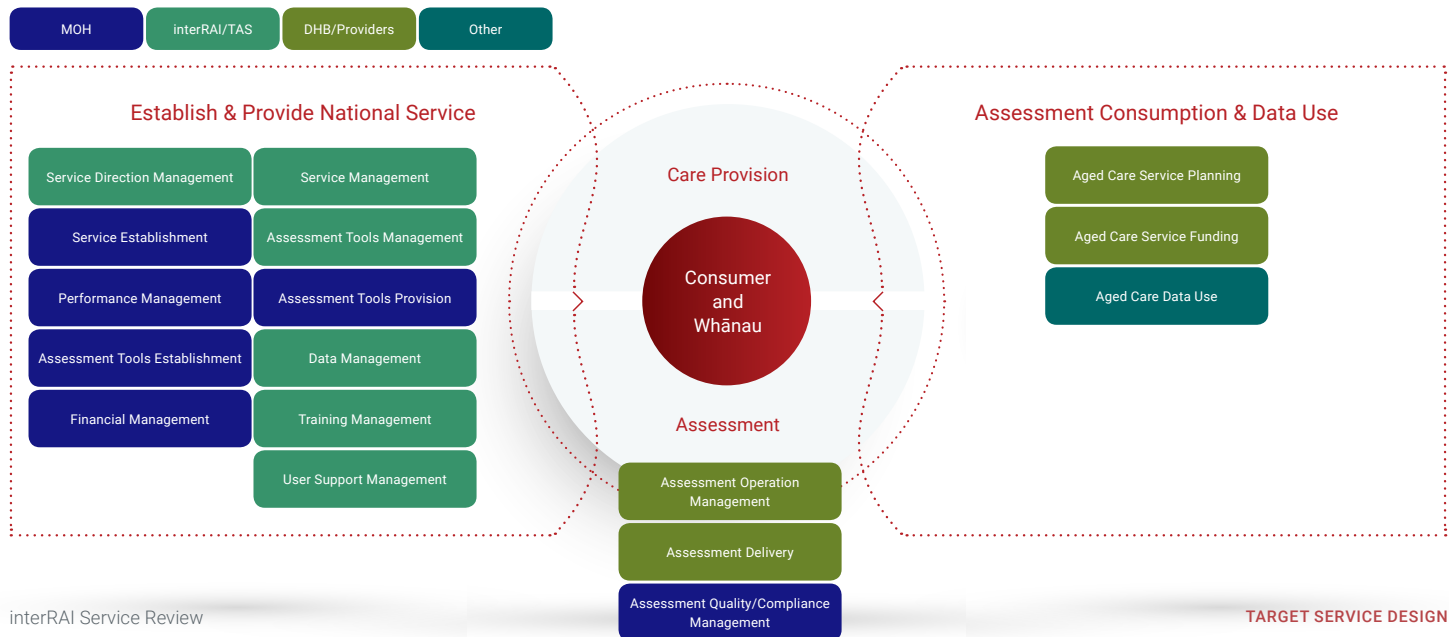 MOH
interRAI/TAS
DHB/Providers
Other
Establish & Provide National Service
Service Direction Management
Service Management
Service Establishment
Assessment Tools Management
Performance Management
Assessment Tools Provision
Assessment Tools Establishment
Data Management
Financial Management
Training Management
User Support Management
Care Provision
Consumer
and
Whānau
Assessment
Assessment Operation
Management
Assessment Delivery
Assessment Quality/Compliance
Management
Assessment Consumption & Data Use
Aged Care Service Planning
Aged Care Service Funding
Aged Care Data Use
interRAI Service Review
TARGET SERVICE DESIGN